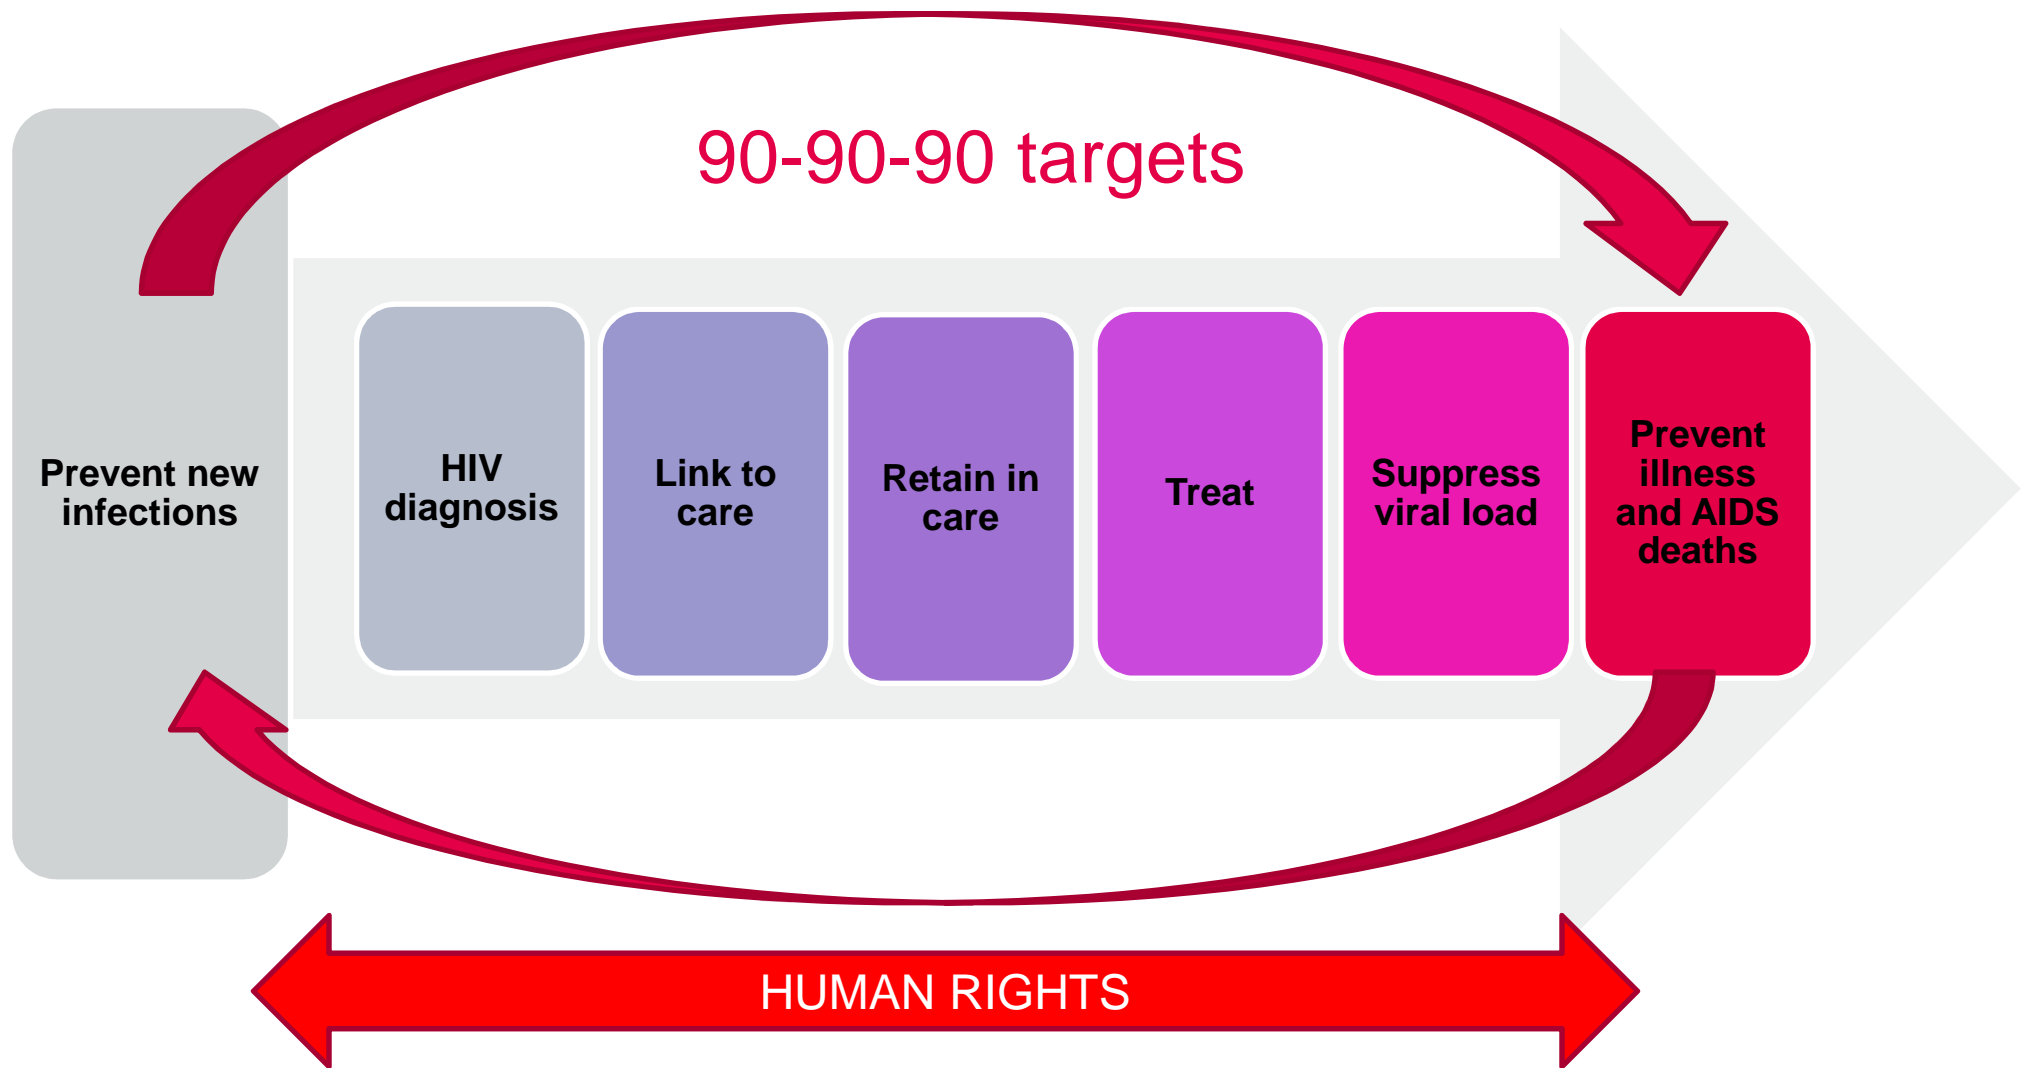 90-90-90 targets
Prevent new
infections
HIV
diagnosis
Link to
care
Retain in
care
Treat
Suppress
viral load
Prevent
illness
and AIDS
deaths
HUMAN RIGHTS